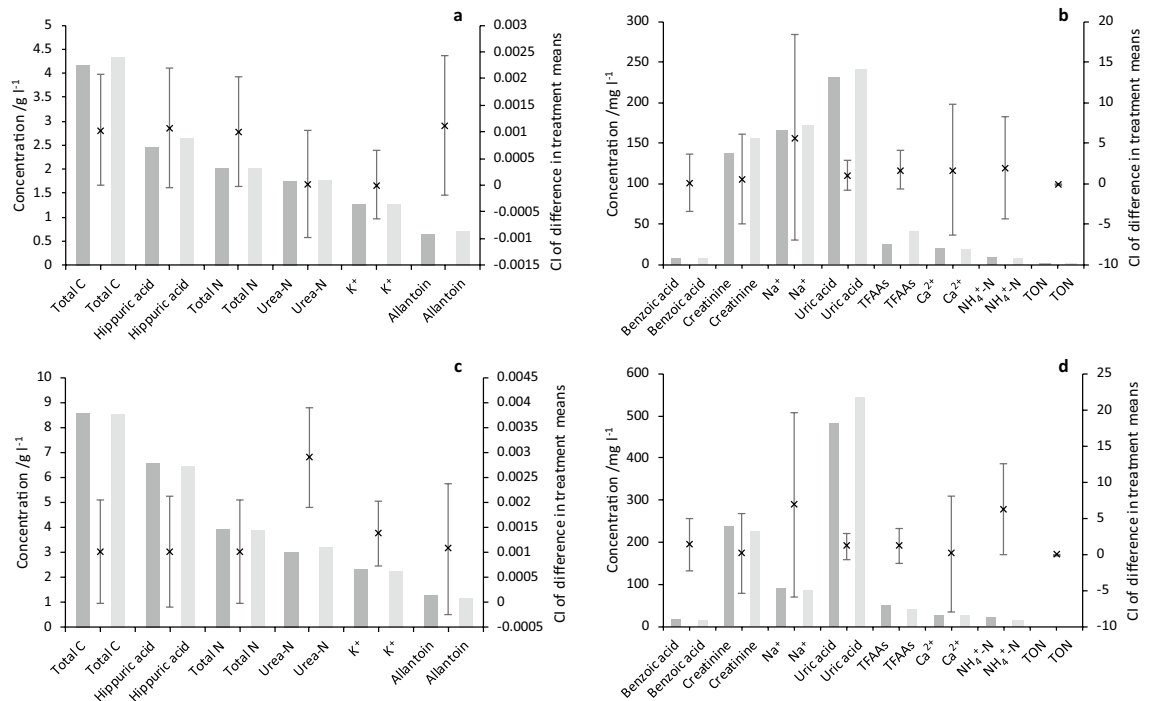 a
Concentration /g l⁻¹
5
4.5
4
3.5
3
2.5
2
1.5
1
0.5
0
0.003
0.0025
0.002
0.0015
0.001
0.0005
0
-0.0005
-0.001
-0.0015
CI of difference in treatment means
Total C
Total C
Hippuric acid
Hippuric acid
Total N
Total N
Urea-N
Urea-N
K⁺
K⁺
Allantoin
Allantoin
b
Concentration /mg l⁻¹
300
250
200
150
100
50
0
20
15
10
5
0
-5
-10
CI of difference in treatment means
Benzoic acid
Benzoic acid
Creatinine
Creatinine
Na⁺
Na⁺
Uric acid
Uric acid
TFAAs
TFAAs
Ca²⁺
Ca²⁺
NH₄⁺-N
NH₄⁺-N
TON
TON
c
Concentration /g l⁻¹
10
9
8
7
6
5
4
3
2
1
0
0.0045
0.004
0.0035
0.003
0.0025
0.002
0.0015
0.001
0.0005
0
-0.0005
CI of difference in treatment means
Total C
Total C
Hippuric acid
Hippuric acid
Total N
Total N
Urea-N
Urea-N
K⁺
K⁺
Allantoin
Allantoin
d
Concentration /mg l⁻¹
600
500
400
300
200
100
0
25
20
15
10
5
0
-5
-10
CI of difference in treatment means
Benzoic acid
Benzoic acid
Creatinine
Creatinine
Na⁺
Na⁺
Uric acid
Uric acid
TFAAs
TFAAs
Ca²⁺
Ca²⁺
NH₄⁺-N
NH₄⁺-N
TON
TON